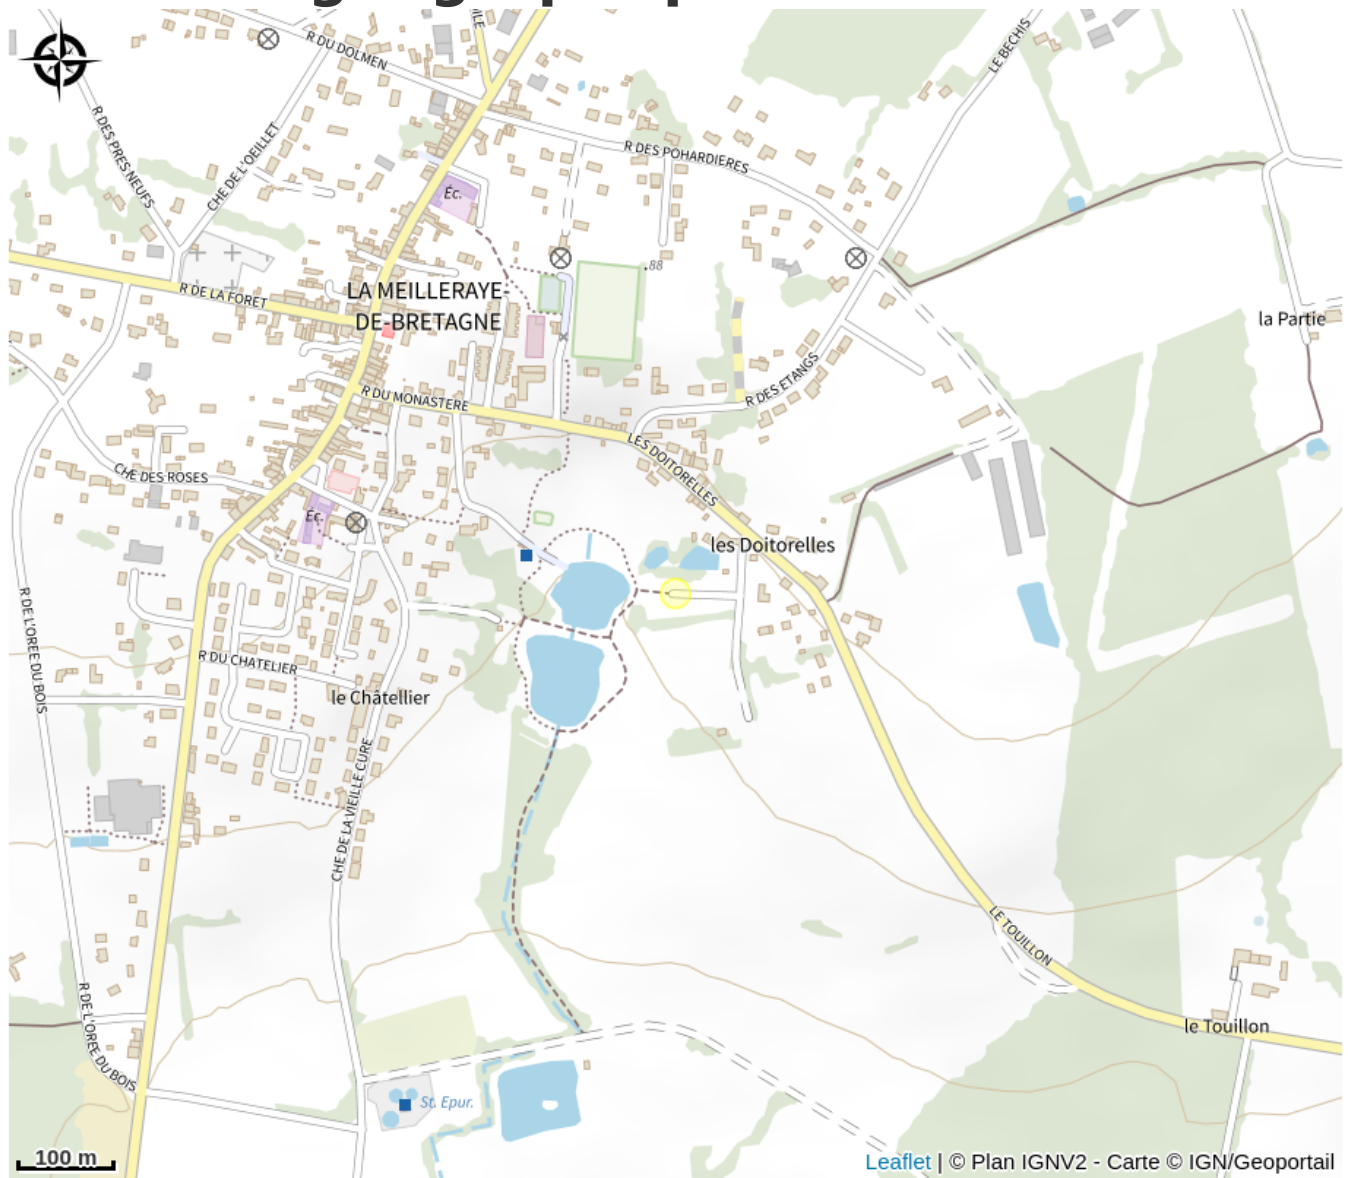 R DU DOLMEN
LE BECHIS
R DES PRES NEUFS
CHE DE L'OEILLET
R DES POHARDIERES
Éc.
88
LA MEILLERAYE-
DE-BRETAGNE
R DE LA FORET
la Partie
R DU MONASTERE
R DES ETANGS
LES DOITORELLES
CHE DES ROSES
Éc.
les Doitorelles
R DE L'OREE DU BOIS
R DU CHATELIER
le Châtellier
CHE DE LA VIEILLE CURE
LE TOUILLON
R DE L'OREE DU BOIS
le Touillon
St. Epur.
100 m
Leaflet | © Plan IGNV2 - Carte © IGN/Geoportail